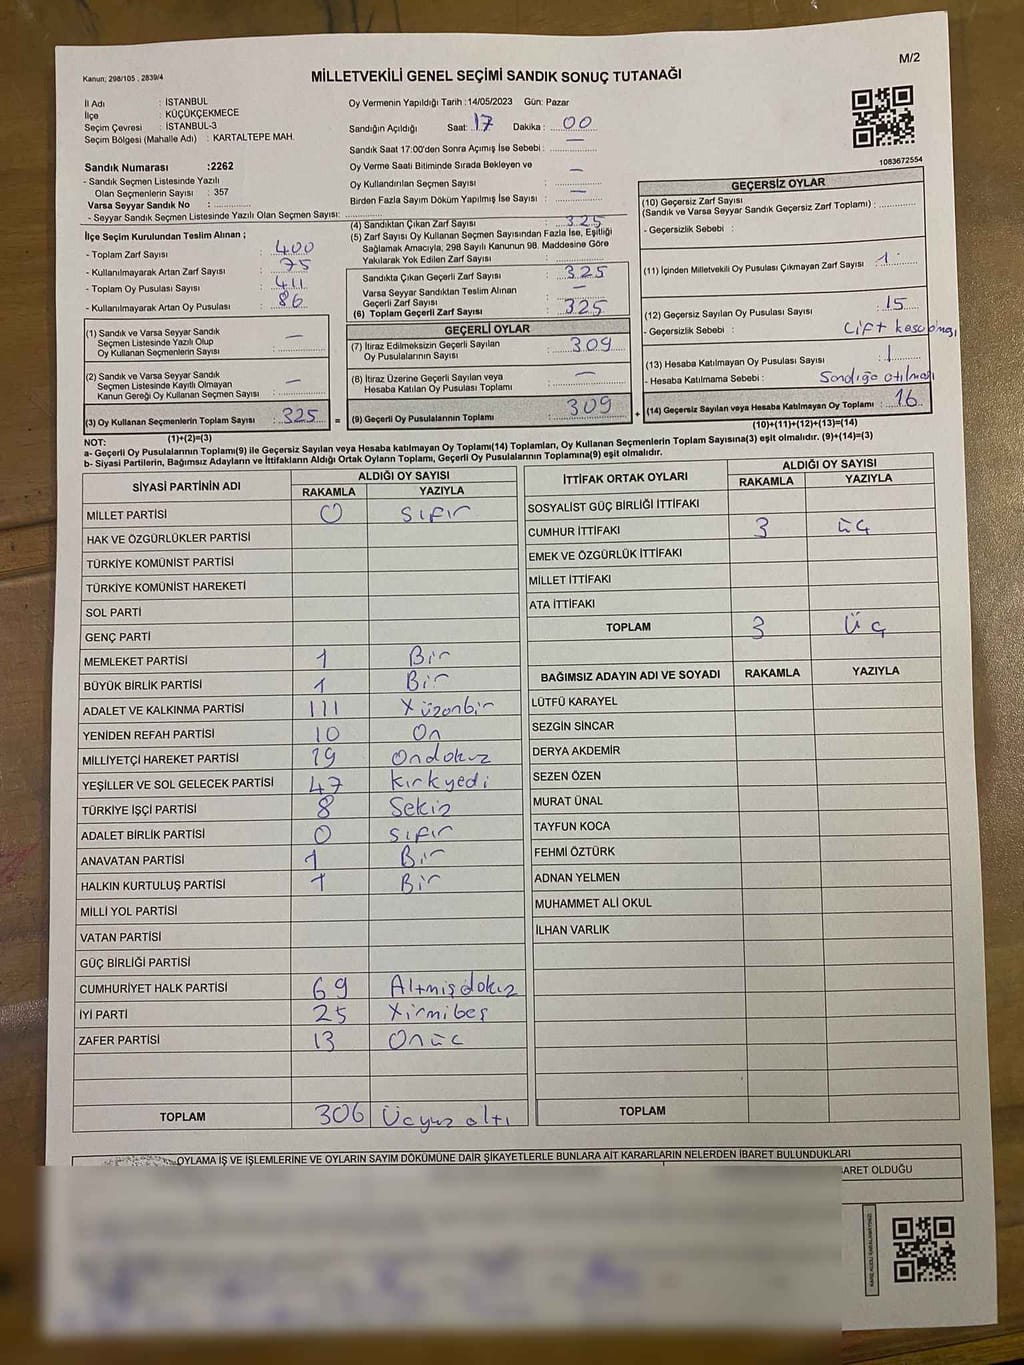 M/2
Kanun; 298/105 , 2839/4
MİLLETVEKİLİ GENEL SEÇİMİ SANDIK SONUÇ TUTANAĞI
İl Adı : İSTANBUL
İlçe : KÜÇÜKÇEKMECE
Seçim Çevresi : İSTANBUL-3
Seçim Bölgesi (Mahalle Adı) : KARTALTEPE MAH.
Sandık Numarası :2262
- Sandık Seçmen Listesinde Yazılı
Olan Seçmenlerin Sayısı : 357
Varsa Seyyar Sandık No :
- Seyyar Sandık Seçmen Listesinde Yazılı Olan Seçmen Sayısı:
İlçe Seçim Kurulundan Teslim Alınan ;
- Toplam Zarf Sayısı : 400
- Kullanılmayarak Artan Zarf Sayısı : 75
- Toplam Oy Pusulası Sayısı : 411
- Kullanılmayarak Artan Oy Pusulası : 86
(1) Sandık ve Varsa Seyyar Sandık
Seçmen Listesinde Yazılı Olup
Oy Kullanan Seçmenlerin Sayısı : —
(2) Sandık ve Varsa Seyyar Sandık
Seçmen Listesinde Kayıtlı Olmayan
Kanun Gereği Oy Kullanan Seçmen Sayısı : —
(3) Oy Kullanan Seçmenlerin Toplam Sayısı : 325 =
(1)+(2)=(3)
Oy Vermenin Yapıldığı Tarih :14/05/2023 Gün: Pazar
Sandığın Açıldığı Saat: 17 Dakika : 00
Sandık Saat 17:00'den Sonra Açımış İse Sebebi : —
Oy Verme Saati Bitiminde Sırada Bekleyen ve
Oy Kullandırılan Seçmen Sayısı : —
Birden Fazla Sayım Döküm Yapılmış İse Sayısı : —
(4) Sandıktan Çıkan Zarf Sayısı : 325
(5) Zarf Sayısı Oy Kullanan Seçmen Sayısından Fazla İse, Eşitliği
Sağlamak Amacıyla; 298 Sayılı Kanunun 98. Maddesine Göre
Yakılarak Yok Edilen Zarf Sayısı :
Sandıkta Çıkan Geçerli Zarf Sayısı : 325
Varsa Seyyar Sandıktan Teslim Alınan
Geçerli Zarf Sayısı : —
(6) Toplam Geçerli Zarf Sayısı : 325
GEÇERLİ OYLAR
(7) İtiraz Edilmeksizin Geçerli Sayılan
Oy Pusulalarının Sayısı : 309
(8) İtiraz Üzerine Geçerli Sayılan veya
Hesaba Katılan Oy Pusulası Toplamı : —
(9) Geçerli Oy Pusulalarının Toplamı : 309 +
1083672554
GEÇERSİZ OYLAR
(10) Geçersiz Zarf Sayısı
(Sandık ve Varsa Seyyar Sandık Geçersiz Zarf Toplamı) :
- Geçersizlik Sebebi :
(11) İçinden Milletvekili Oy Pusulası Çıkmayan Zarf Sayısı : 1
(12) Geçersiz Sayılan Oy Pusulası Sayısı : 15
- Geçersizlik Sebebi : Çift
(13) Hesaba Katılmayan Oy Pusulası Sayısı : 1
- Hesaba Katılmama Sebebi : Sandığa atılmadı
(14) Geçersiz Sayılan veya Hesaba Katılmayan Oy Toplamı : 16
(10)+(11)+(12)+(13)=(14)
NOT:
a- Geçerli Oy Pusulalarının Toplamı(9) ile Geçersiz Sayılan veya Hesaba katılmayan Oy Toplamı(14) Toplamları, Oy Kullanan Seçmenlerin Toplam Sayısına(3) eşit olmalıdır. (9)+(14)=(3)
b- Siyasi Partilerin, Bağımsız Adayların ve İttifakların Aldığı Ortak Oyların Toplamı, Geçerli Oy Pusulalarının Toplamına(9) eşit olmalıdır.
SİYASİ PARTİNİN ADI ALDIĞI OY SAYISI
RAKAMLA YAZIYLA
MİLLET PARTİSİ 0 sıfır
HAK VE ÖZGÜRLÜKLER PARTİSİ
TÜRKİYE KOMÜNİST PARTİSİ
TÜRKİYE KOMÜNİST HAREKETİ
SOL PARTİ
GENÇ PARTİ
MEMLEKET PARTİSİ 1 Bir
BÜYÜK BİRLİK PARTİSİ 1 Bir
ADALET VE KALKINMA PARTİSİ 111 Yüzonbir
YENİDEN REFAH PARTİSİ 10 On
MİLLİYETÇİ HAREKET PARTİSİ 19 Ondokuz
YEŞİLLER VE SOL GELECEK PARTİSİ 47 kırkyedi
TÜRKİYE İŞÇİ PARTİSİ 8 Sekiz
ADALET BİRLİK PARTİSİ 0 sıfır
ANAVATAN PARTİSİ 1 Bir
HALKIN KURTULUŞ PARTİSİ 1 Bir
MİLLİ YOL PARTİSİ
VATAN PARTİSİ
GÜÇ BİRLİĞİ PARTİSİ
CUMHURİYET HALK PARTİSİ 69 Altmışdokuz
İYİ PARTİ 25 Yirmibeş
ZAFER PARTİSİ 13 Onüç
TOPLAM 306 Üçyüz altı
İTTİFAK ORTAK OYLARI ALDIĞI OY SAYISI
RAKAMLA YAZIYLA
SOSYALİST GÜÇ BİRLİĞİ İTTİFAKI
CUMHUR İTTİFAKI 3 üç
EMEK VE ÖZGÜRLÜK İTTİFAKI
MİLLET İTTİFAKI
ATA İTTİFAKI
TOPLAM 3 Üç
BAĞIMSIZ ADAYIN ADI VE SOYADI RAKAMLA YAZIYLA
LÜTFÜ KARAYEL
SEZGİN SİNCAR
DERYA AKDEMİR
SEZEN ÖZEN
MURAT ÜNAL
TAYFUN KOCA
FEHMİ ÖZTÜRK
ADNAN YELMEN
MUHAMMET ALİ OKUL
İLHAN VARLIK
TOPLAM
OYLAMA İŞ VE İŞLEMLERİNE VE OYLARIN SAYIM DÖKÜMÜNE DAİR ŞİKAYETLERLE BUNLARA AİT KARARLARIN NELERDEN İBARET BULUNDUKLARI
ARET OLDUĞU